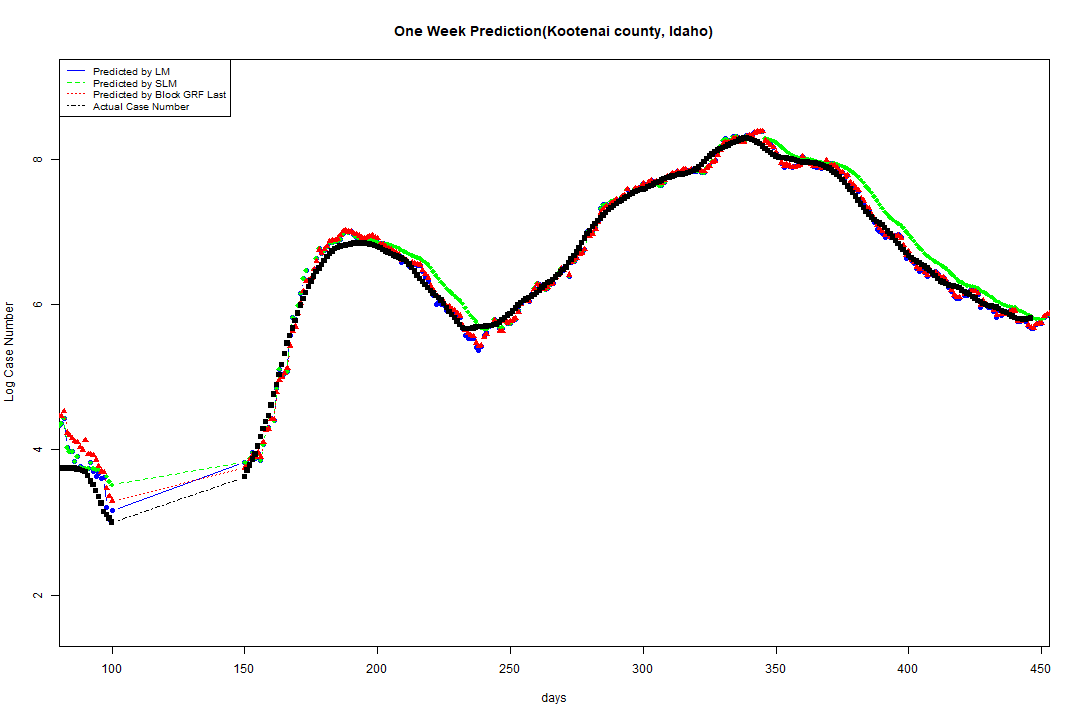 One Week Prediction(Kootenai county, Idaho)
Predicted by LM
Predicted by SLM
Predicted by Block GRF Last
Actual Case Number
Log Case Number
8
6
4
2
100 150 200 250 300 350 400 450
days